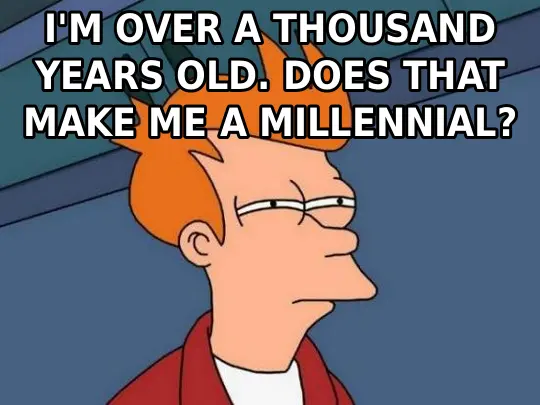 I'M OVER A THOUSAND
YEARS OLD. DOES THAT
MAKE ME A MILLENNIAL?